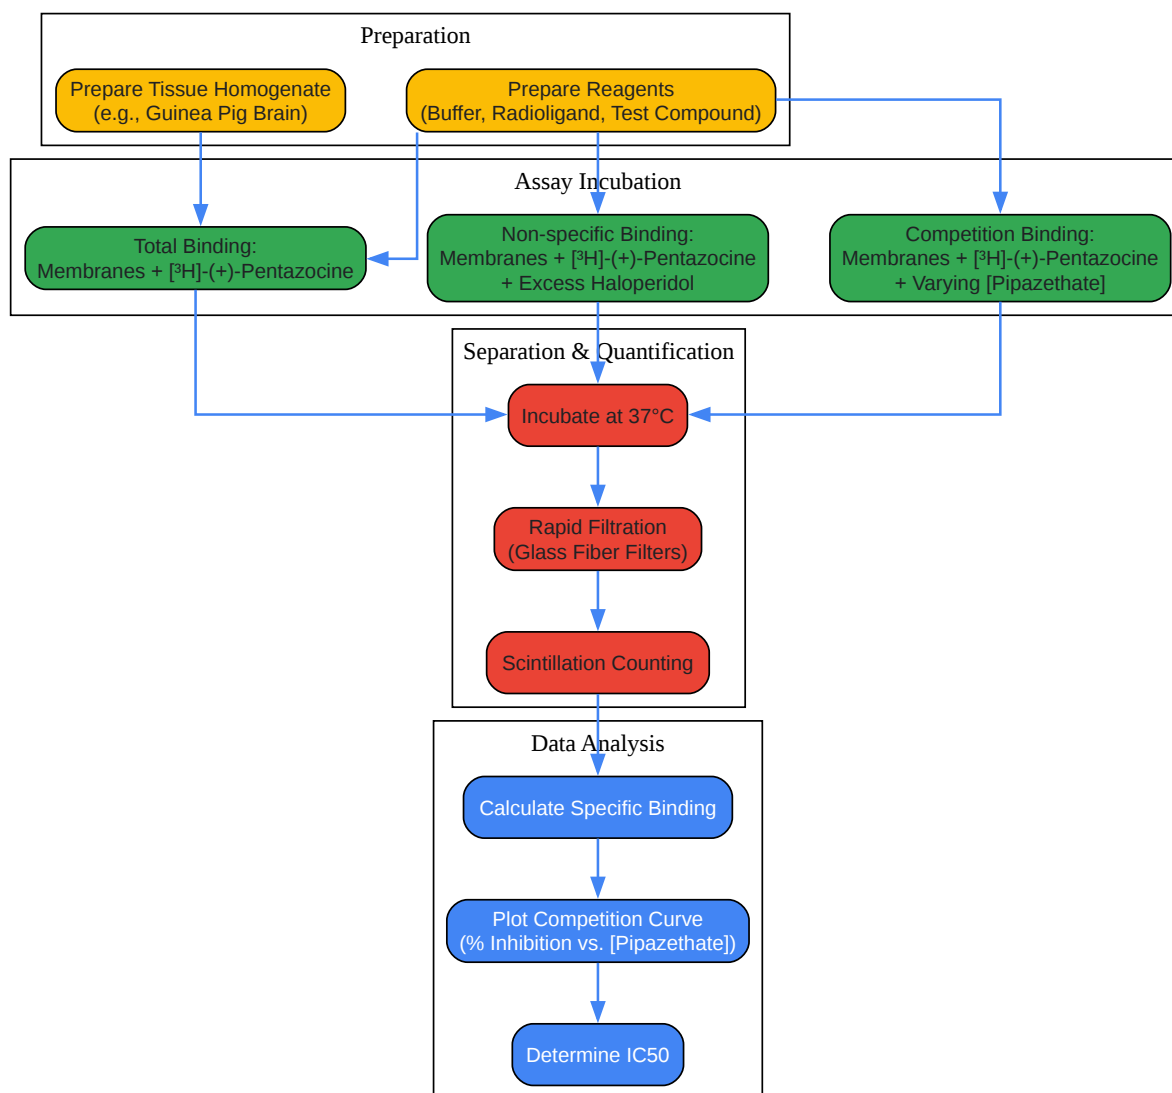 Preparation
Prepare Tissue Homogenate
(e.g., Guinea Pig Brain)
Prepare Reagents
(Buffer, Radioligand, Test Compound)
Assay Incubation
Total Binding:
Membranes + [³H]-(+)-Pentazocine
Non-specific Binding:
Membranes + [³H]-(+)-Pentazocine
+ Excess Haloperidol
Competition Binding:
Membranes + [³H]-(+)-Pentazocine
+ Varying [Pipazethate]
Separation & Quantification
Incubate at 37°C
Rapid Filtration
(Glass Fiber Filters)
Scintillation Counting
Data Analysis
Calculate Specific Binding
Plot Competition Curve
(% Inhibition vs. [Pipazethate])
Determine IC50